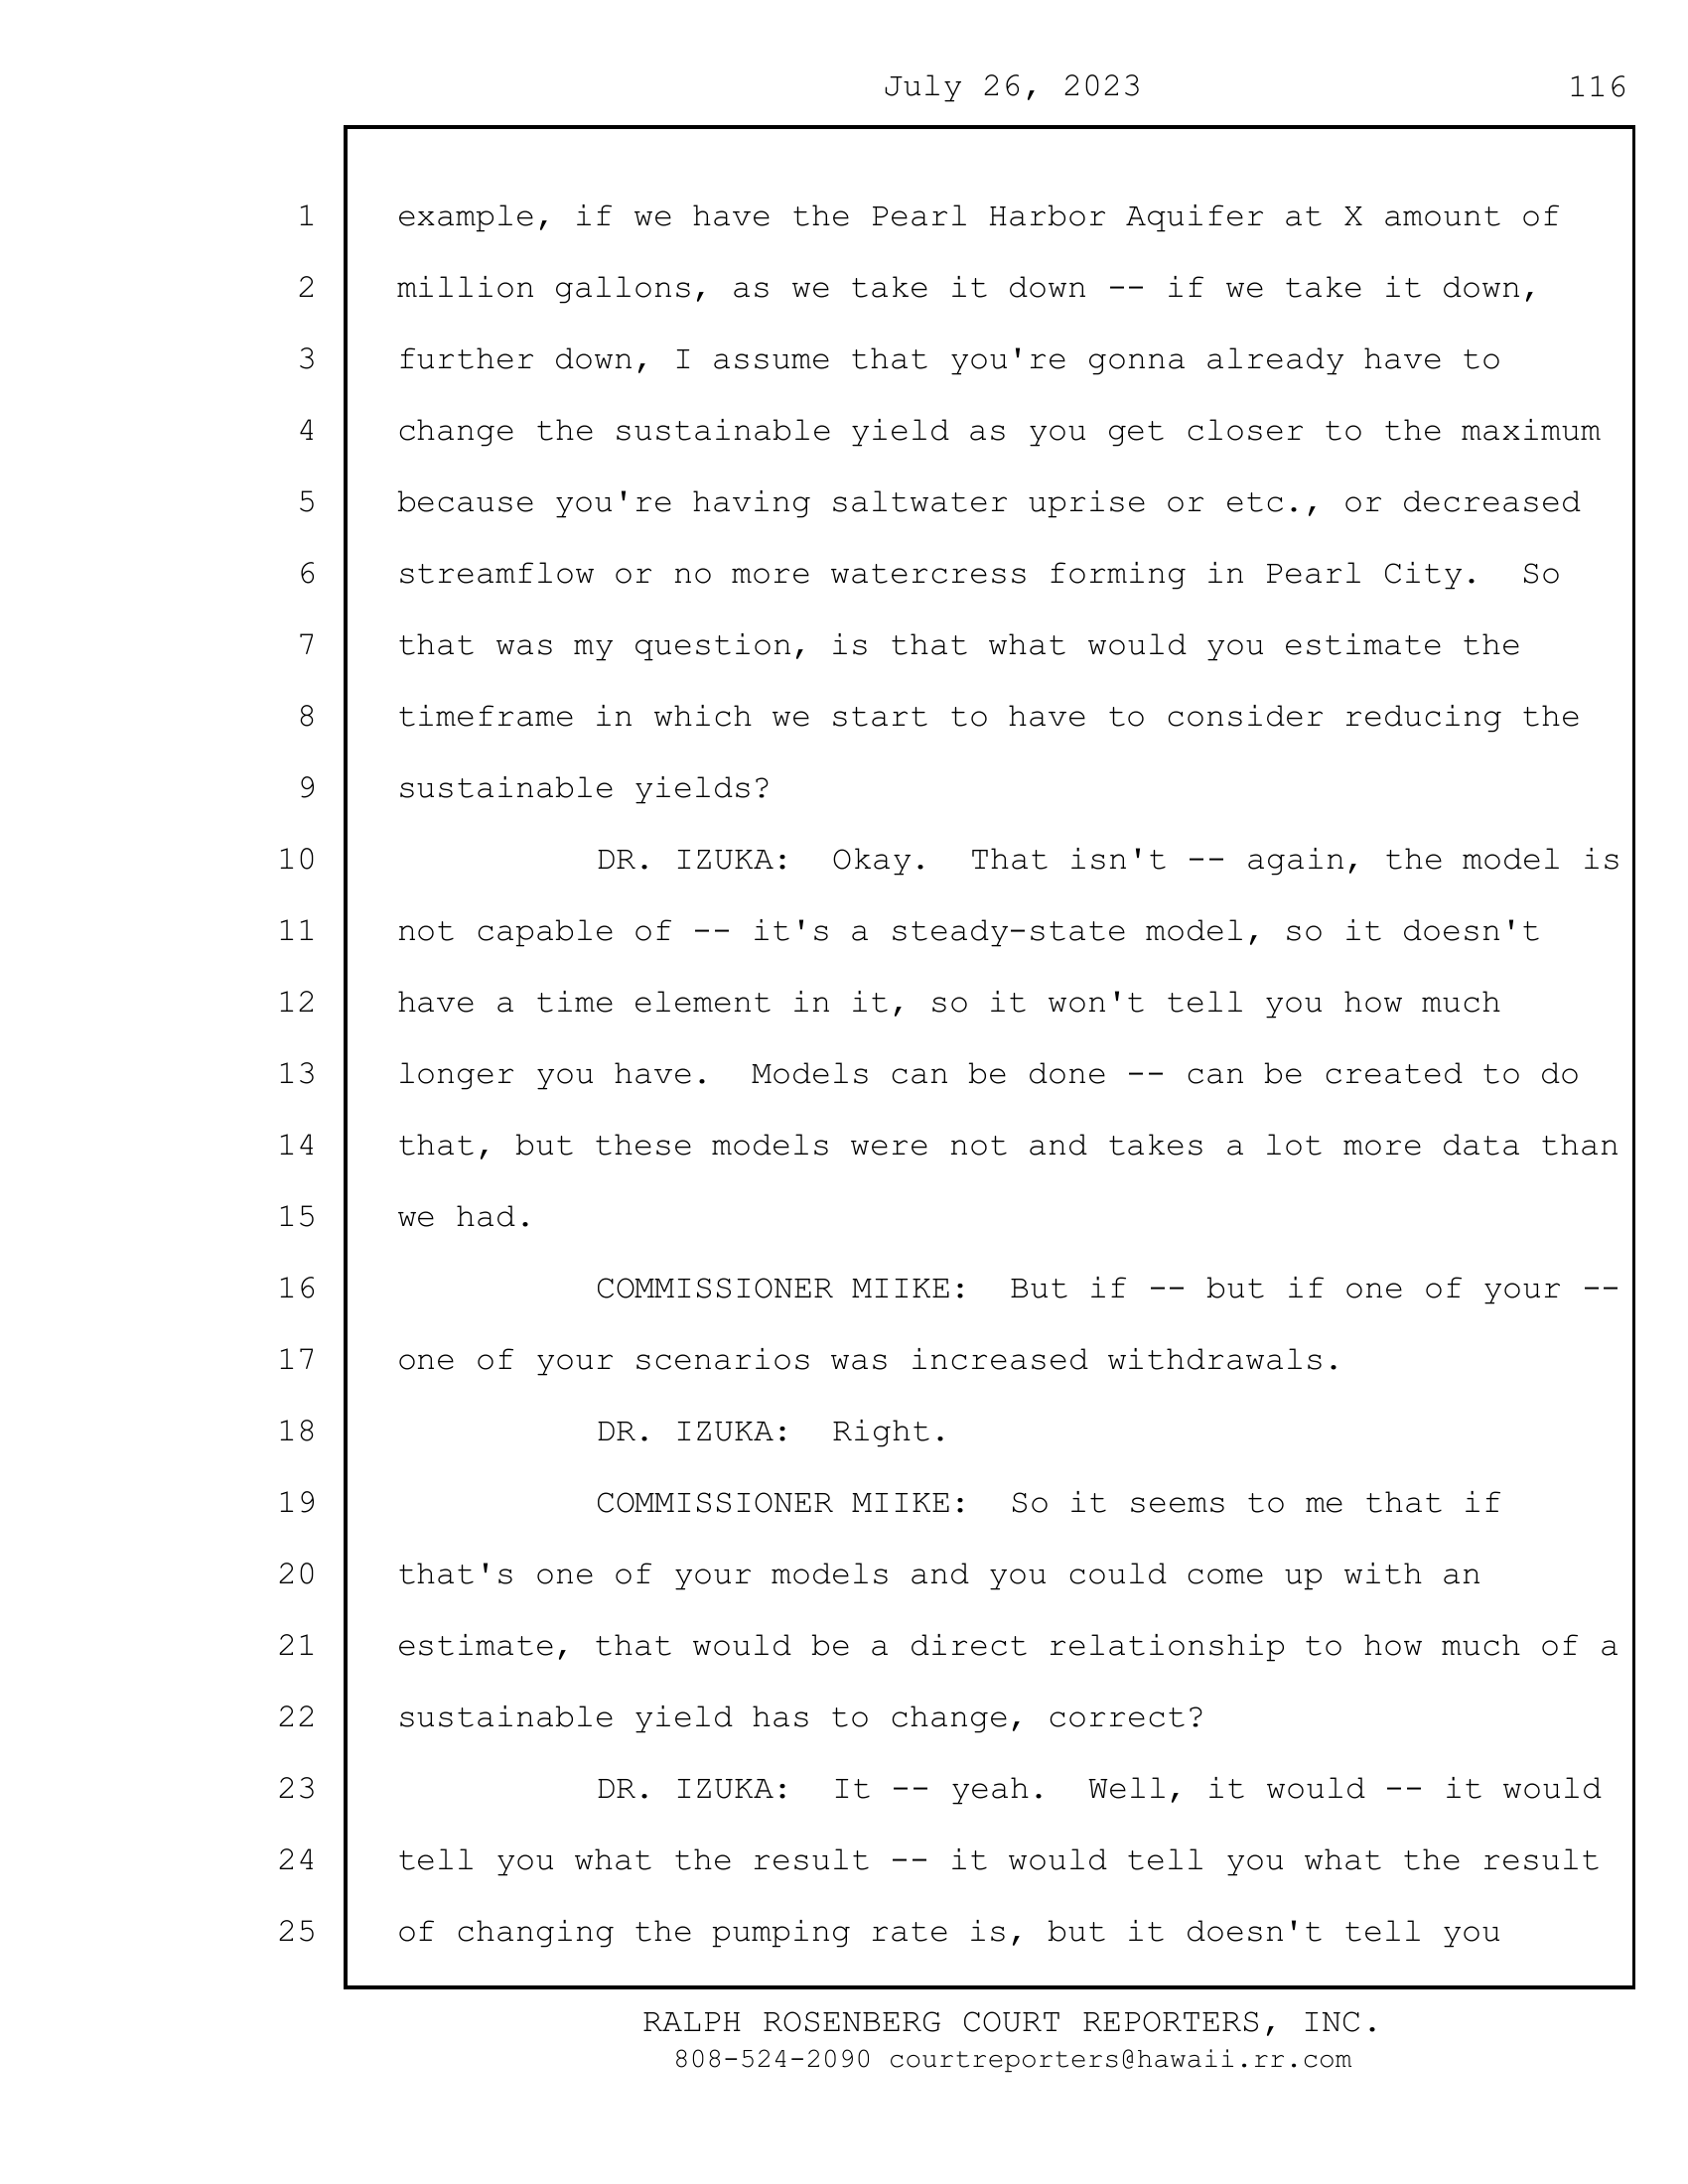 July 26, 2023 116
1 example, if we have the Pearl Harbor Aquifer at X amount of
2 million gallons, as we take it down -- if we take it down,
3 further down, I assume that you're gonna already have to
4 change the sustainable yield as you get closer to the maximum
5 because you're having saltwater uprise or etc., or decreased
6 streamflow or no more watercress forming in Pearl City.  So
7 that was my question, is that what would you estimate the
8 timeframe in which we start to have to consider reducing the
9 sustainable yields?
10 DR. IZUKA:  Okay.  That isn't -- again, the model is
11 not capable of -- it's a steady-state model, so it doesn't
12 have a time element in it, so it won't tell you how much
13 longer you have.  Models can be done -- can be created to do
14 that, but these models were not and takes a lot more data than
15 we had.
16 COMMISSIONER MIIKE:  But if -- but if one of your --
17 one of your scenarios was increased withdrawals.
18 DR. IZUKA:  Right.
19 COMMISSIONER MIIKE:  So it seems to me that if
20 that's one of your models and you could come up with an
21 estimate, that would be a direct relationship to how much of a
22 sustainable yield has to change, correct?
23 DR. IZUKA:  It -- yeah.  Well, it would -- it would
24 tell you what the result -- it would tell you what the result
25 of changing the pumping rate is, but it doesn't tell you
RALPH ROSENBERG COURT REPORTERS, INC.
808-524-2090 courtreporters@hawaii.rr.com